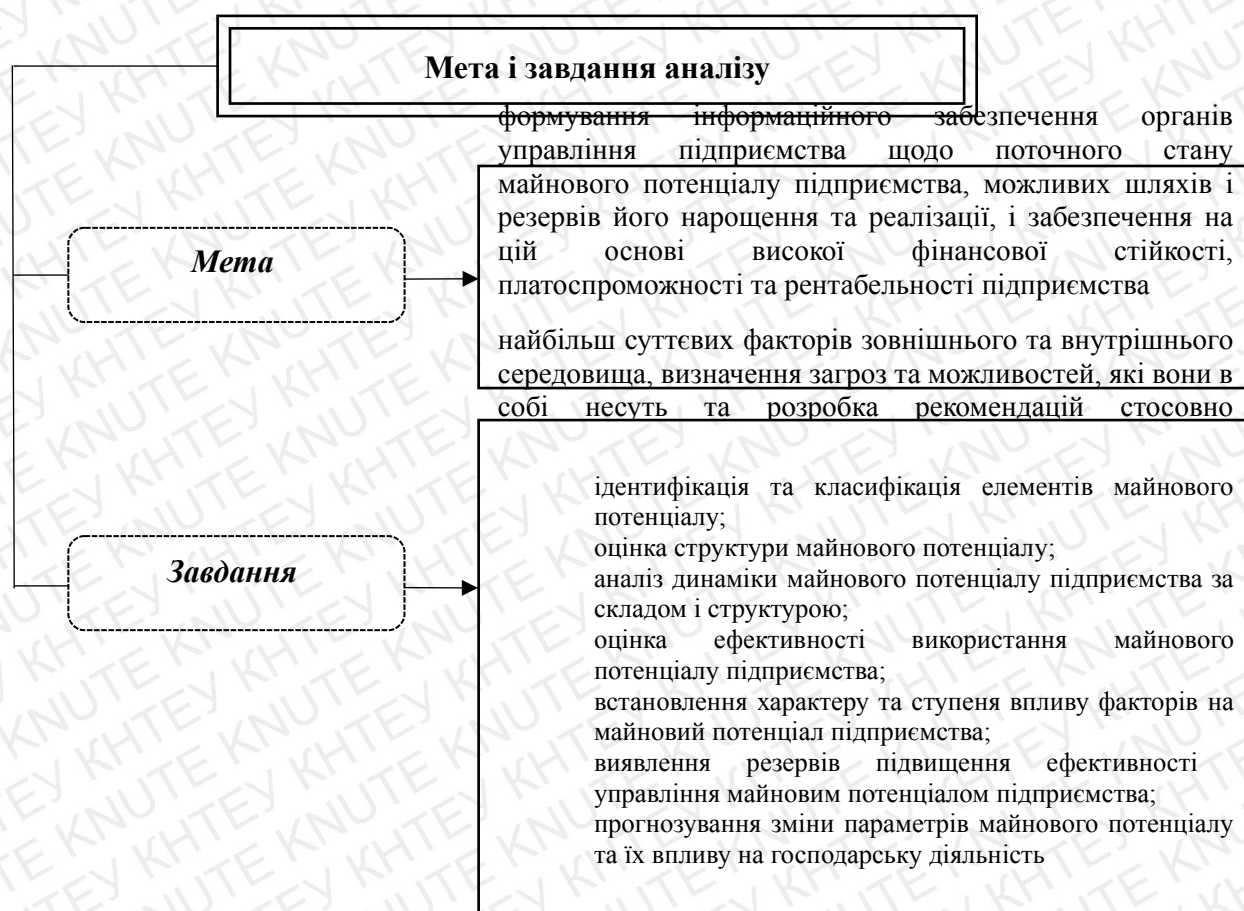 Мета і завдання аналізу
формування інформаційного забезпечення органів
управління підприємства щодо поточного стану
майнового потенціалу підприємства, можливих шляхів і
резервів його нарощення та реалізації, і забезпечення на
цій основі високої фінансової стійкості,
платоспроможності та рентабельності підприємства
Мета
найбільш суттєвих факторів зовнішнього та внутрішнього
середовища, визначення загроз та можливостей, які вони в
собі несуть та розробка рекомендацій стосовно
Завдання
ідентифікація та класифікація елементів майнового
потенціалу;
оцінка структури майнового потенціалу;
аналіз динаміки майнового потенціалу підприємства за
складом і структурою;
оцінка ефективності використання майнового
потенціалу підприємства;
встановлення характеру та ступеня впливу факторів на
майновий потенціал підприємства;
виявлення резервів підвищення ефективності
управління майновим потенціалом підприємства;
прогнозування зміни параметрів майнового потенціалу
та їх впливу на господарську діяльність